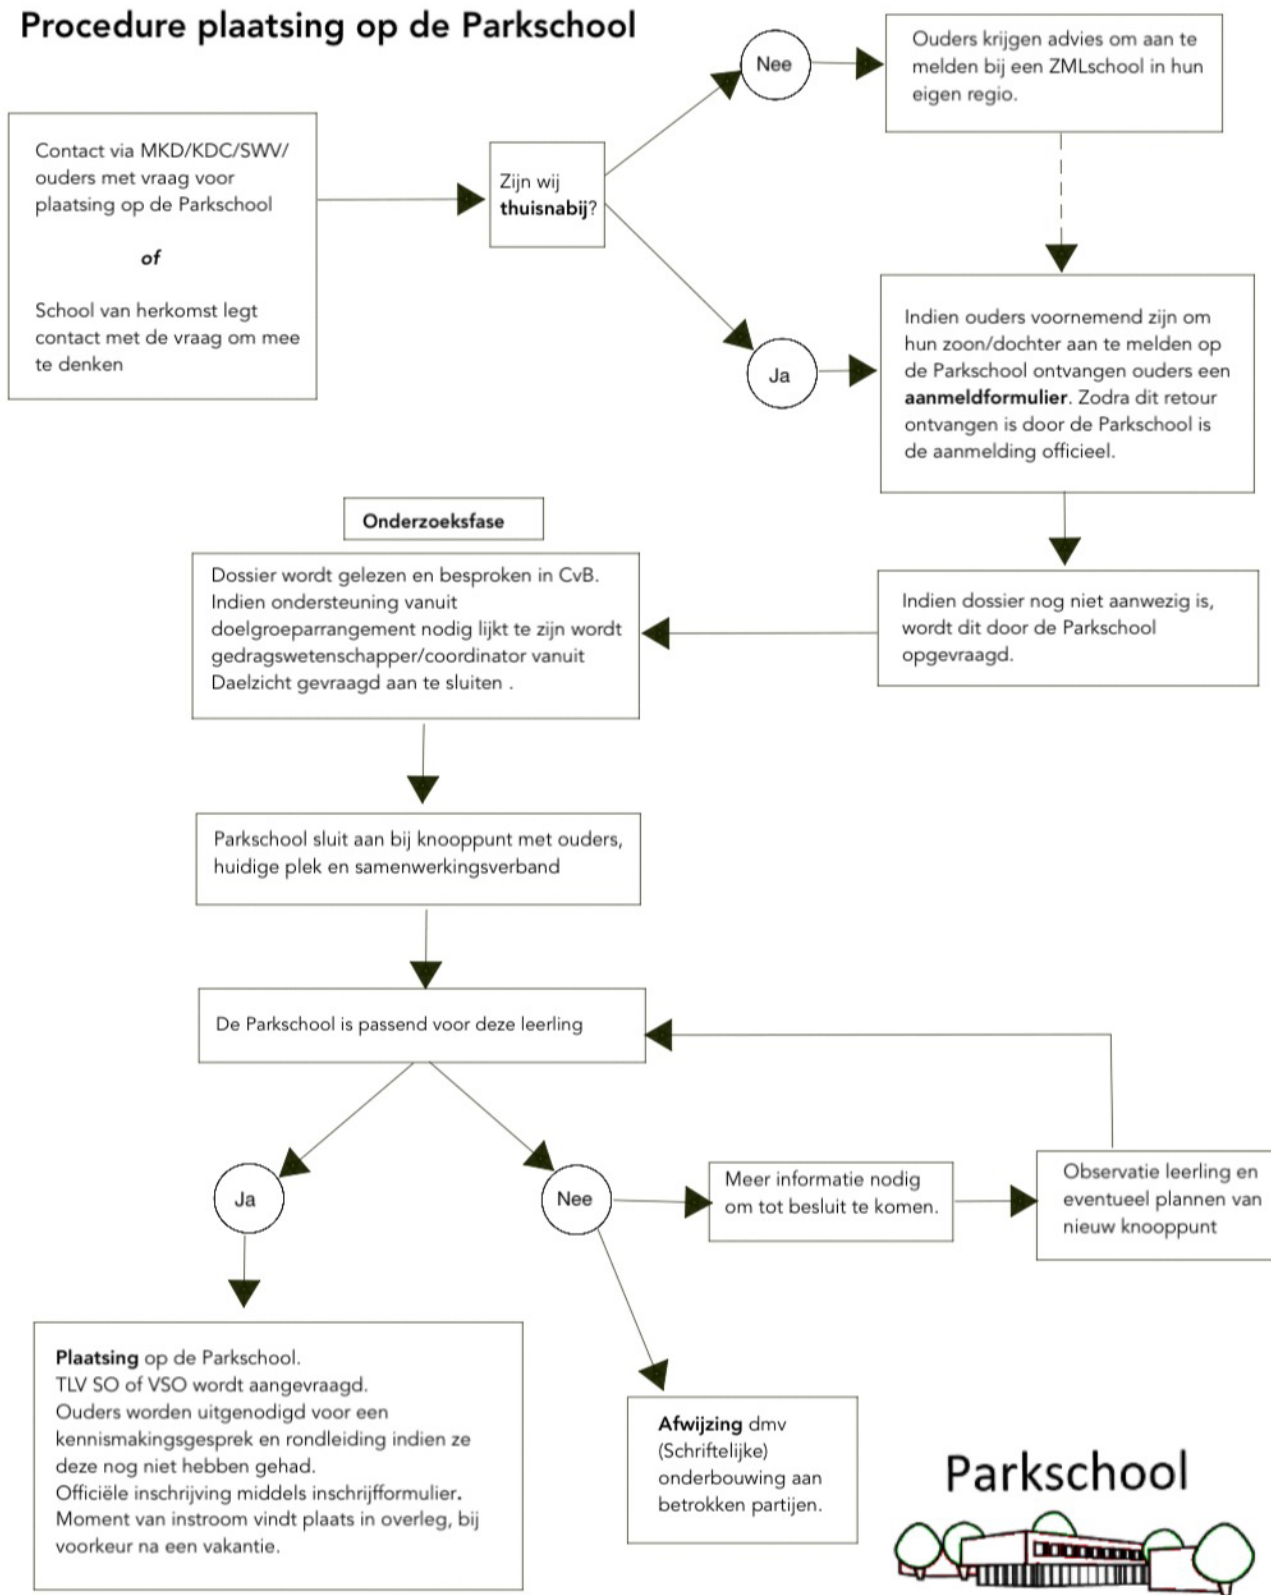 Procedure plaatsing op de Parkschool
Contact via MKD/KDC/SWV/
ouders met vraag voor
plaatsing op de Parkschool
of
School van herkomst legt
contact met de vraag om mee
te denken
Zijn wij
thuisnabij?
Nee
Ouders krijgen advies om aan te
melden bij een ZMLschool in hun
eigen regio.
Ja
Indien ouders voornemend zijn om
hun zoon/dochter aan te melden op
de Parkschool ontvangen ouders een
aanmeldformulier. Zodra dit retour
ontvangen is door de Parkschool is
de aanmelding officieel.
Indien dossier nog niet aanwezig is,
wordt dit door de Parkschool
opgevraagd.
Onderzoeksfase
Dossier wordt gelezen en besproken in CvB.
Indien ondersteuning vanuit
doelgroeparrangement nodig lijkt te zijn wordt
gedragswetenschapper/coordinator vanuit
Daelzicht gevraagd aan te sluiten .
Parkschool sluit aan bij knooppunt met ouders,
huidige plek en samenwerkingsverband
De Parkschool is passend voor deze leerling
Ja
Nee
Meer informatie nodig
om tot besluit te komen.
Observatie leerling en
eventueel plannen van
nieuw knooppunt
Plaatsing op de Parkschool.
TLV SO of VSO wordt aangevraagd.
Ouders worden uitgenodigd voor een
kennismakingsgesprek en rondleiding indien ze
deze nog niet hebben gehad.
Officiële inschrijving middels inschrijfformulier.
Moment van instroom vindt plaats in overleg, bij
voorkeur na een vakantie.
Afwijzing dmv
(Schriftelijke)
onderbouwing aan
betrokken partijen.
Parkschool